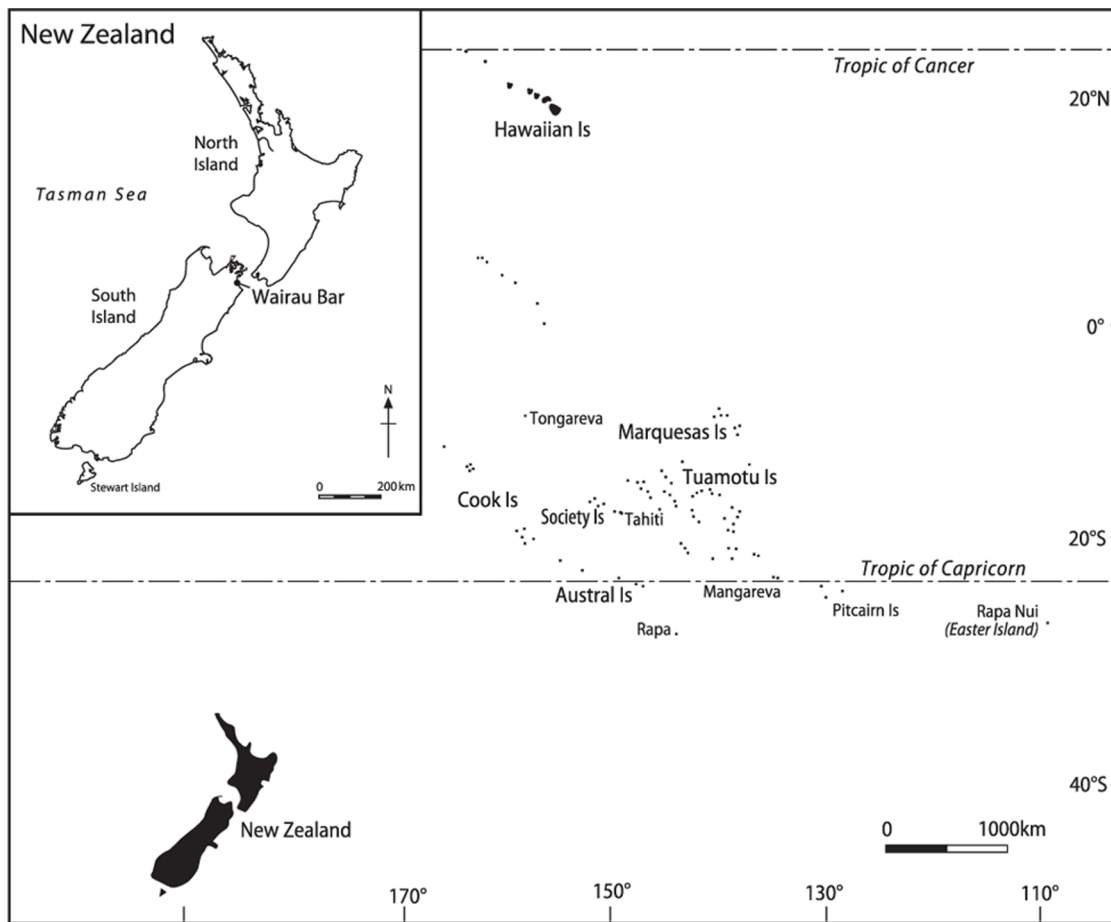 New Zealand
North
Island
Tasman Sea
South
Island
Wairau Bar
N
Stewart Island
0 200 km
Tropic of Cancer
20°N
Hawaiian Is
0°
Tongareva
Marquesas Is
Tuamotu Is
Cook Is
Society Is
Tahiti
20°S
Tropic of Capricorn
Austral Is
Mangareva
Pitcairn Is
Rapa Nui
(Easter Island)
Rapa
40°S
New Zealand
0 1000km
170° 150° 130° 110°